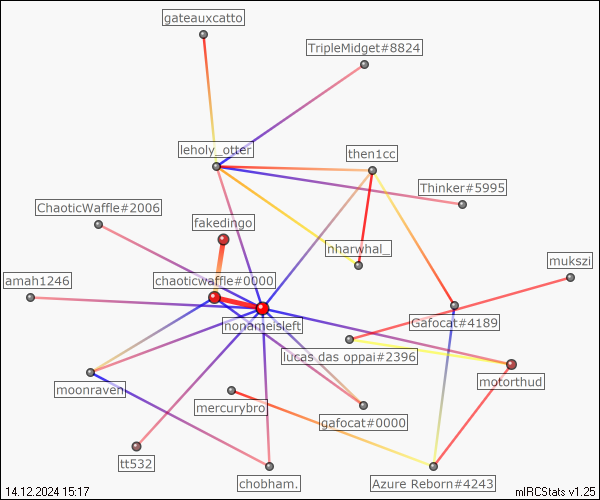 gateauxcatto
TripleMidget#8824
leholy_otter
then1cc
Thinker#5995
ChaoticWaffle#2006
fakedingo
nharwhal_
mukszi
amah1246
chaoticwaffle#0000
nonameisleft
Gafocat#4189
lucas das oppai#2396
motorthud
moonraven
mercurybro
gafocat#0000
tt532
chobham.
Azure Reborn#4243
14.12.2024 15:17
mIRCStats v1.25